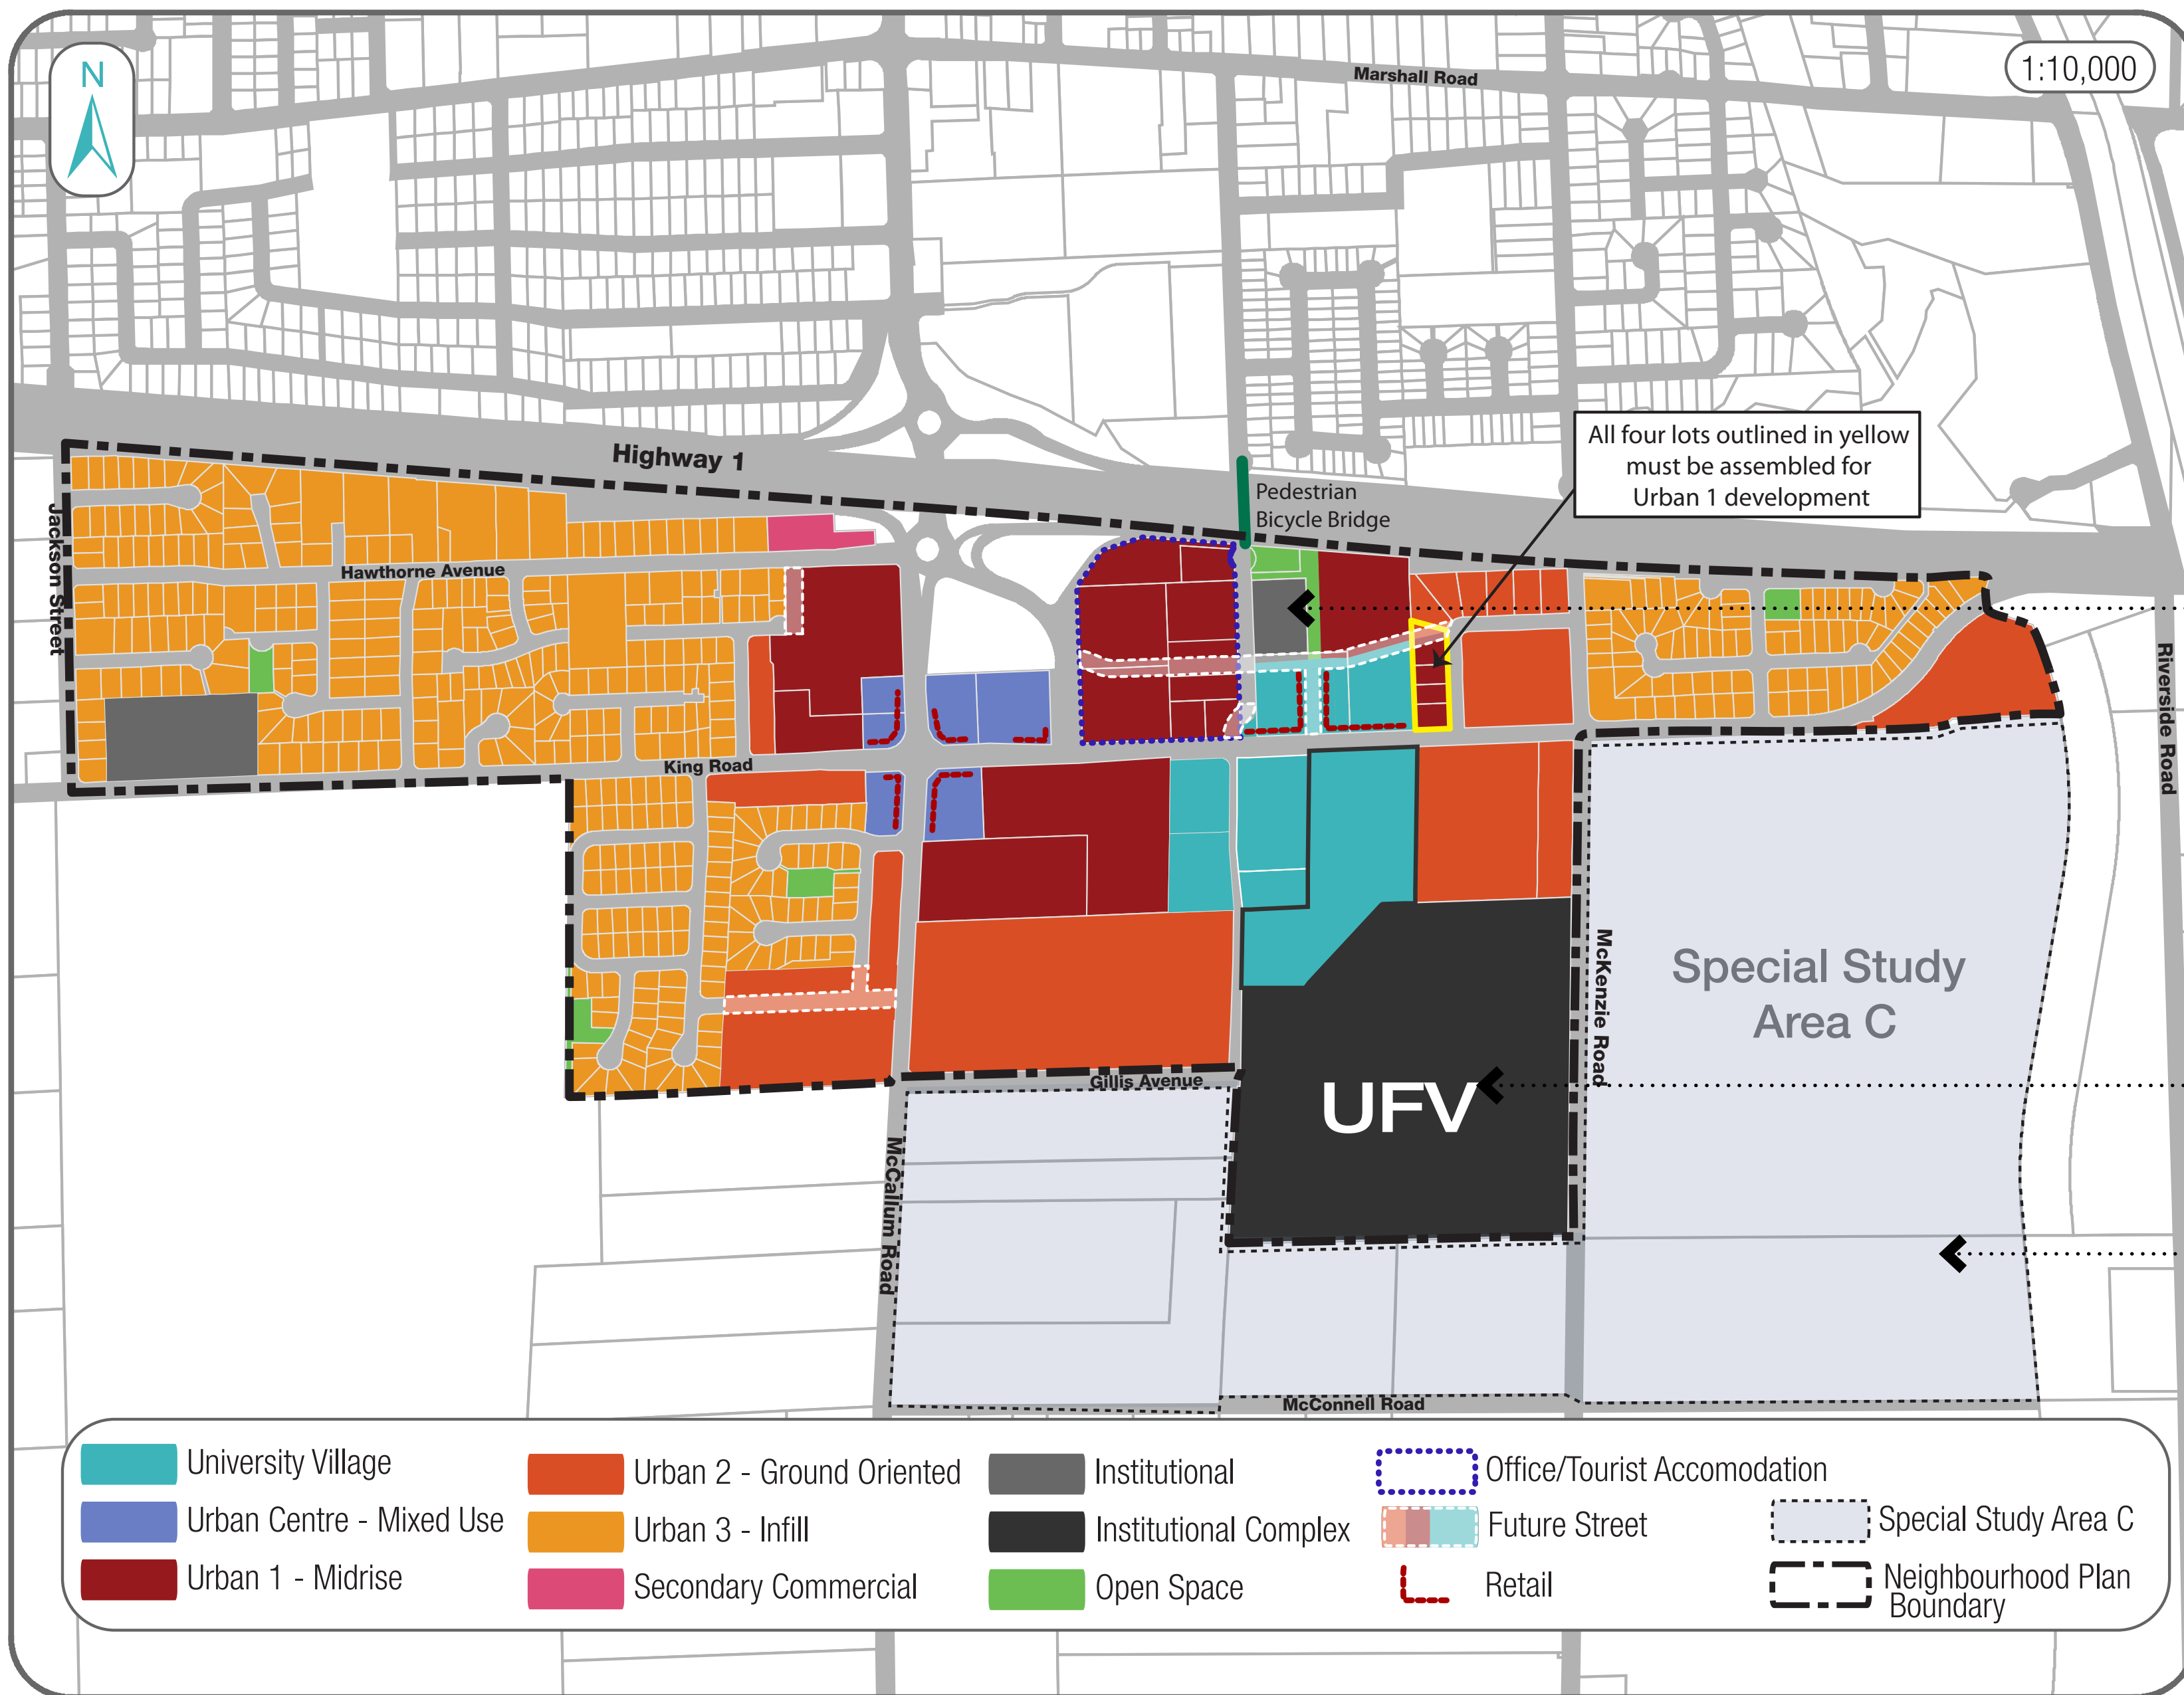 N
1:10,000
Marshall Road
All four lots outlined in yellow
must be assembled for
Urban 1 development
Highway 1
Pedestrian
Bicycle Bridge
Jackson Street
Hawthorne Avenue
Riverside Road
King Road
McKenzie Road
Special Study
Area C
Gillis Avenue
UFV
McCallum Road
McConnell Road
University Village
Urban Centre - Mixed Use
Urban 1 - Midrise
Urban 2 - Ground Oriented
Urban 3 - Infill
Secondary Commercial
Institutional
Institutional Complex
Open Space
Office/Tourist Accomodation
Future Street
Retail
Special Study Area C
Neighbourhood Plan
Boundary